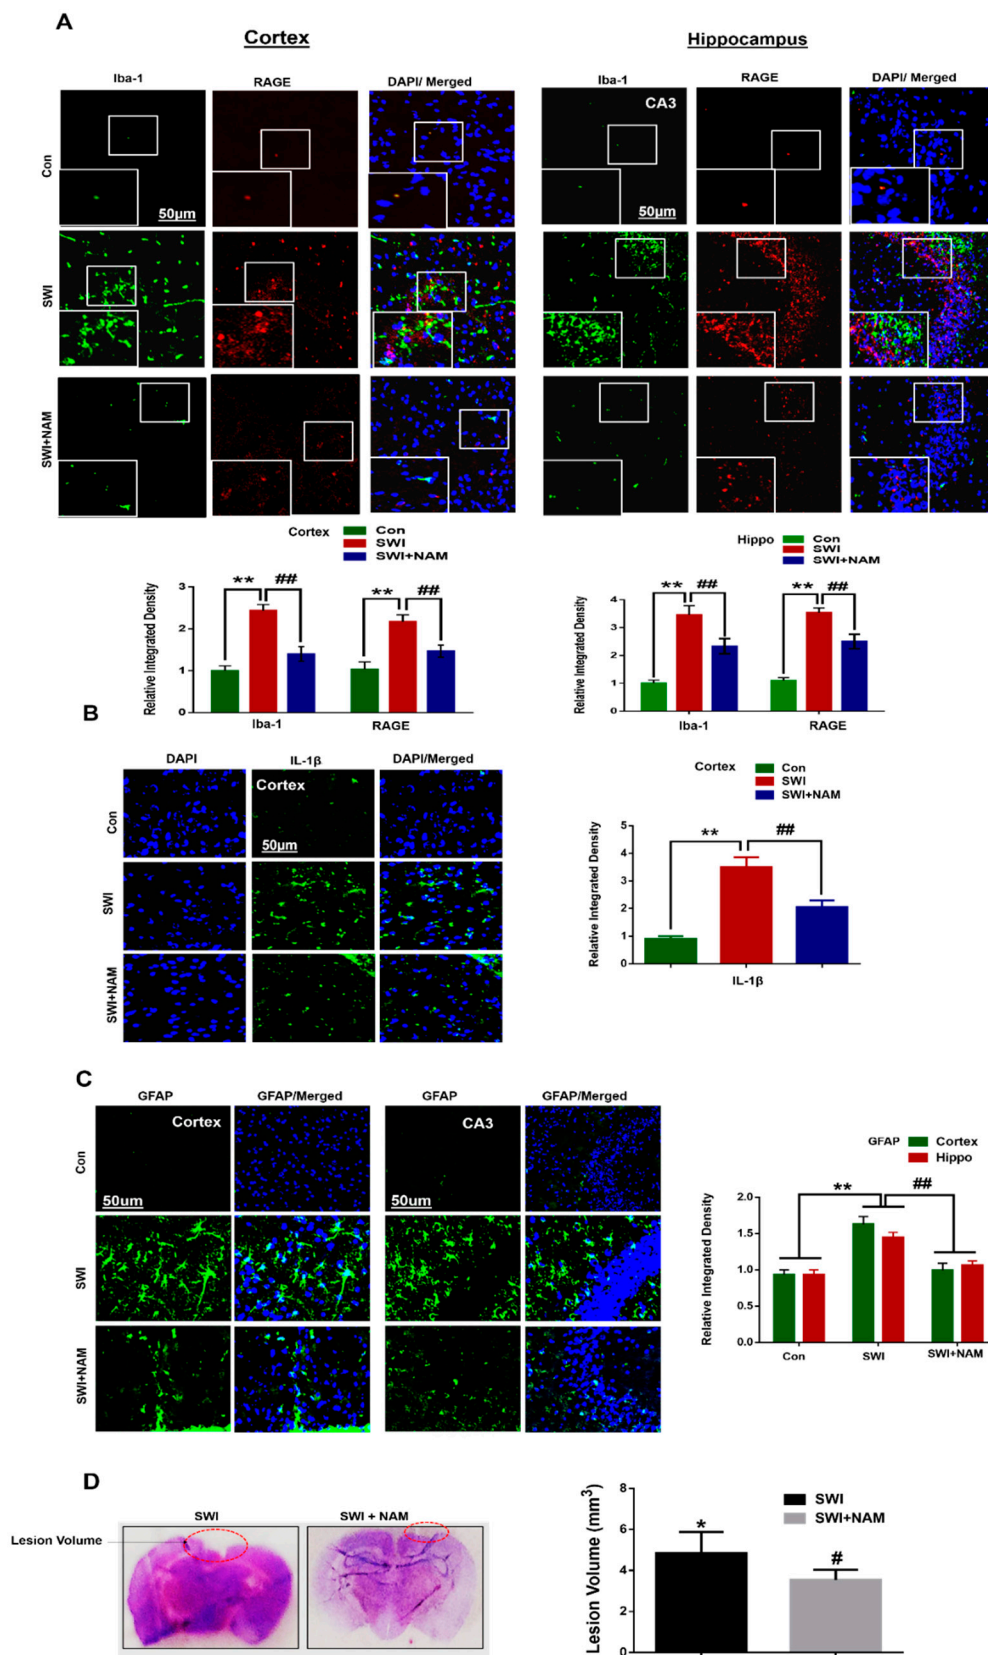 A
Cortex
Hippocampus
Iba-1 RAGE DAPI/ Merged
Iba-1 RAGE DAPI/ Merged
Con
50µm
CA3
50µm
SWI
SWI+NAM
Cortex
Con
SWI
SWI+NAM
Hippo
Con
SWI
SWI+NAM
Relative Integrated Density
3
2
1
0
** ##
** ##
Iba-1 RAGE
Relative Integrated Density
4
3
2
1
0
** ##
** ##
Iba-1 RAGE
B
DAPI IL-1β DAPI/Merged
Con
Cortex
50µm
SWI
SWI+NAM
Cortex
Con
SWI
SWI+NAM
Relative Integrated Density
5
4
3
2
1
0
** ##
IL-1β
C
GFAP GFAP/Merged GFAP GFAP/Merged
Con
Cortex
50um
CA3
50um
SWI
SWI+NAM
GFAP
Cortex
Hippo
Relative Integrated Density
2.0
1.5
1.0
0.5
0.0
** ##
Con SWI SWI+NAM
D
SWI SWI + NAM
Lesion Volume
Lesion Volume (mm³)
8
6
4
2
0
SWI
SWI+NAM
* #